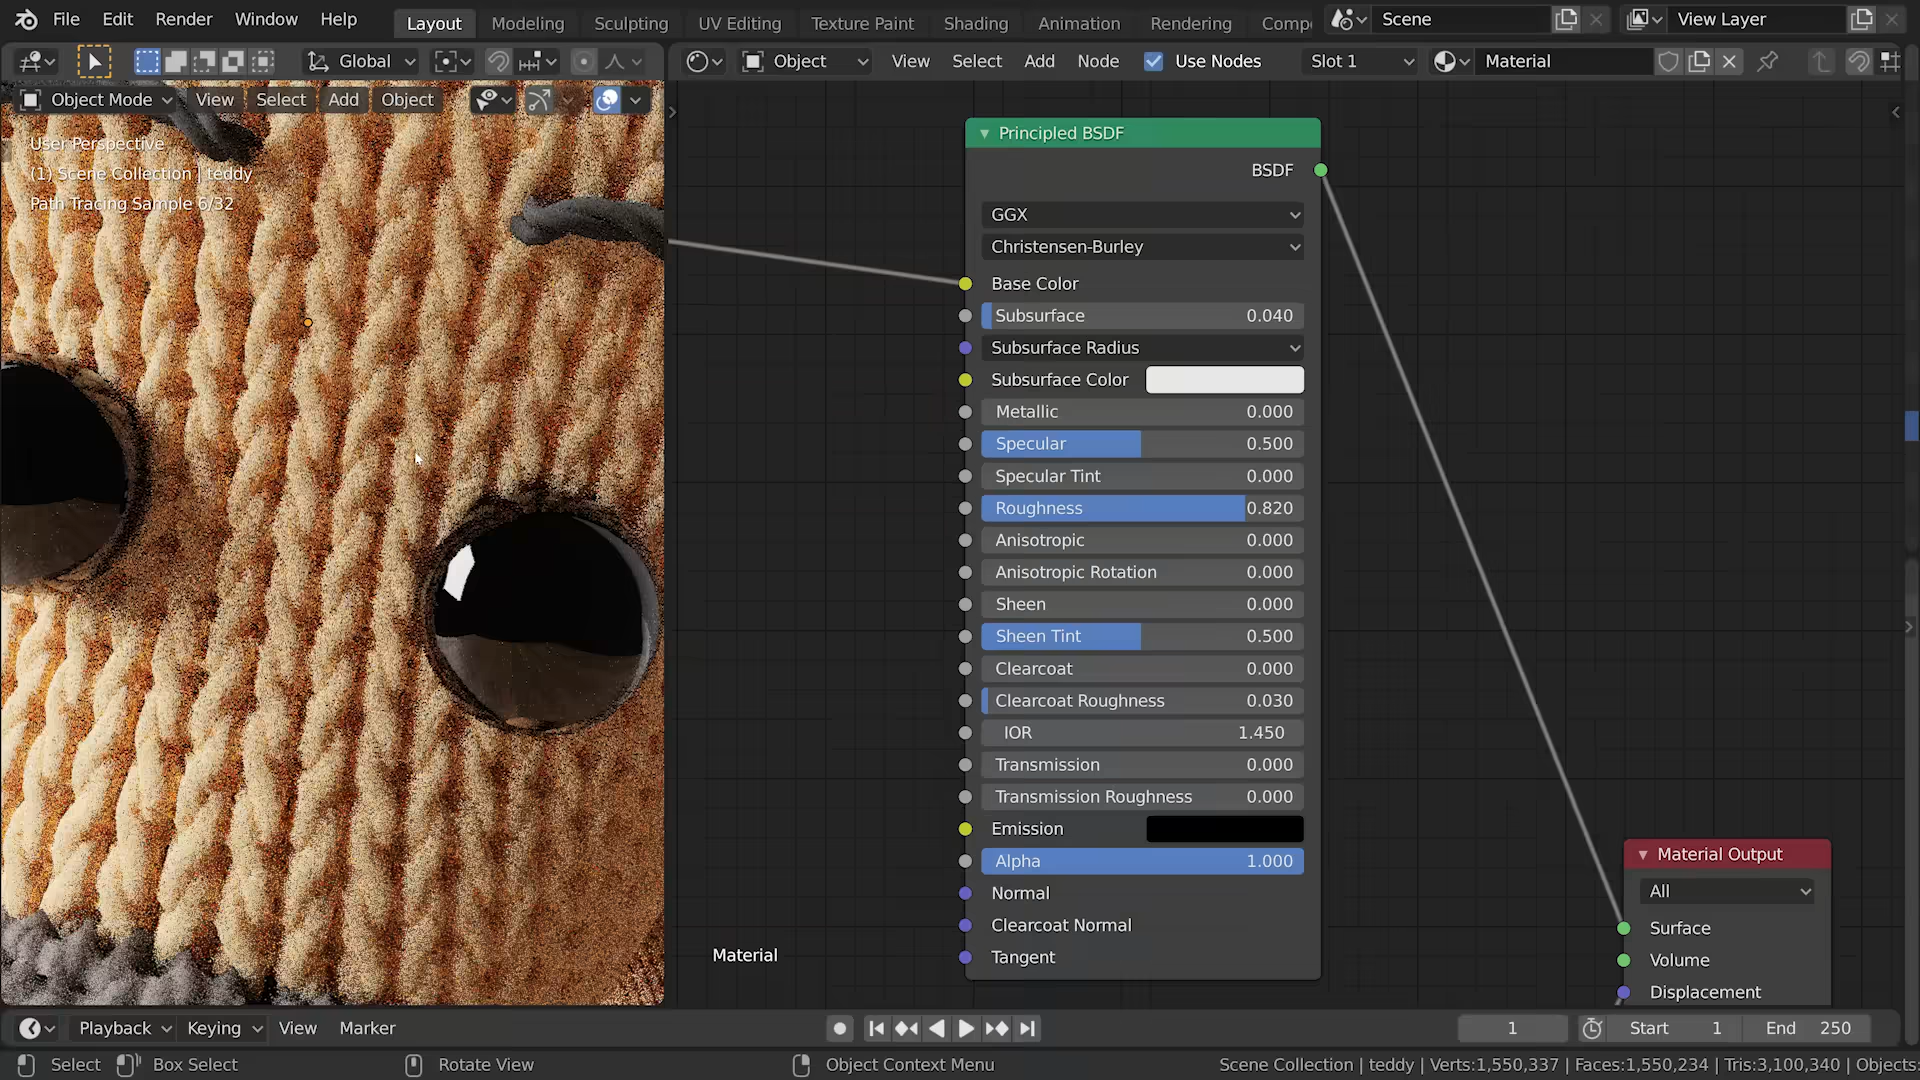 File Edit Render Window Help Layout Modeling Sculpting UV Editing Texture Paint Shading Animation Rendering Comp Scene View Layer
Global Object View Select Add Node Use Nodes Slot 1 Material
Object Mode View Select Add Object
User Perspective
(1) Scene Collection | teddy
Path Tracing Sample 6/32
Principled BSDF
BSDF
GGX
Christensen-Burley
Base Color
Subsurface 0.040
Subsurface Radius
Subsurface Color
Metallic 0.000
Specular 0.500
Specular Tint 0.000
Roughness 0.820
Anisotropic 0.000
Anisotropic Rotation 0.000
Sheen 0.000
Sheen Tint 0.500
Clearcoat 0.000
Clearcoat Roughness 0.030
IOR 1.450
Transmission 0.000
Transmission Roughness 0.000
Emission
Alpha 1.000
Normal
Clearcoat Normal
Tangent
Material
Material Output
All
Surface
Volume
Displacement
Playback Keying View Marker 1 Start 1 End 250
Select Box Select Rotate View Object Context Menu Scene Collection | teddy | Verts:1,550,337 | Faces:1,550,234 | Tris:3,100,340 | Objects: